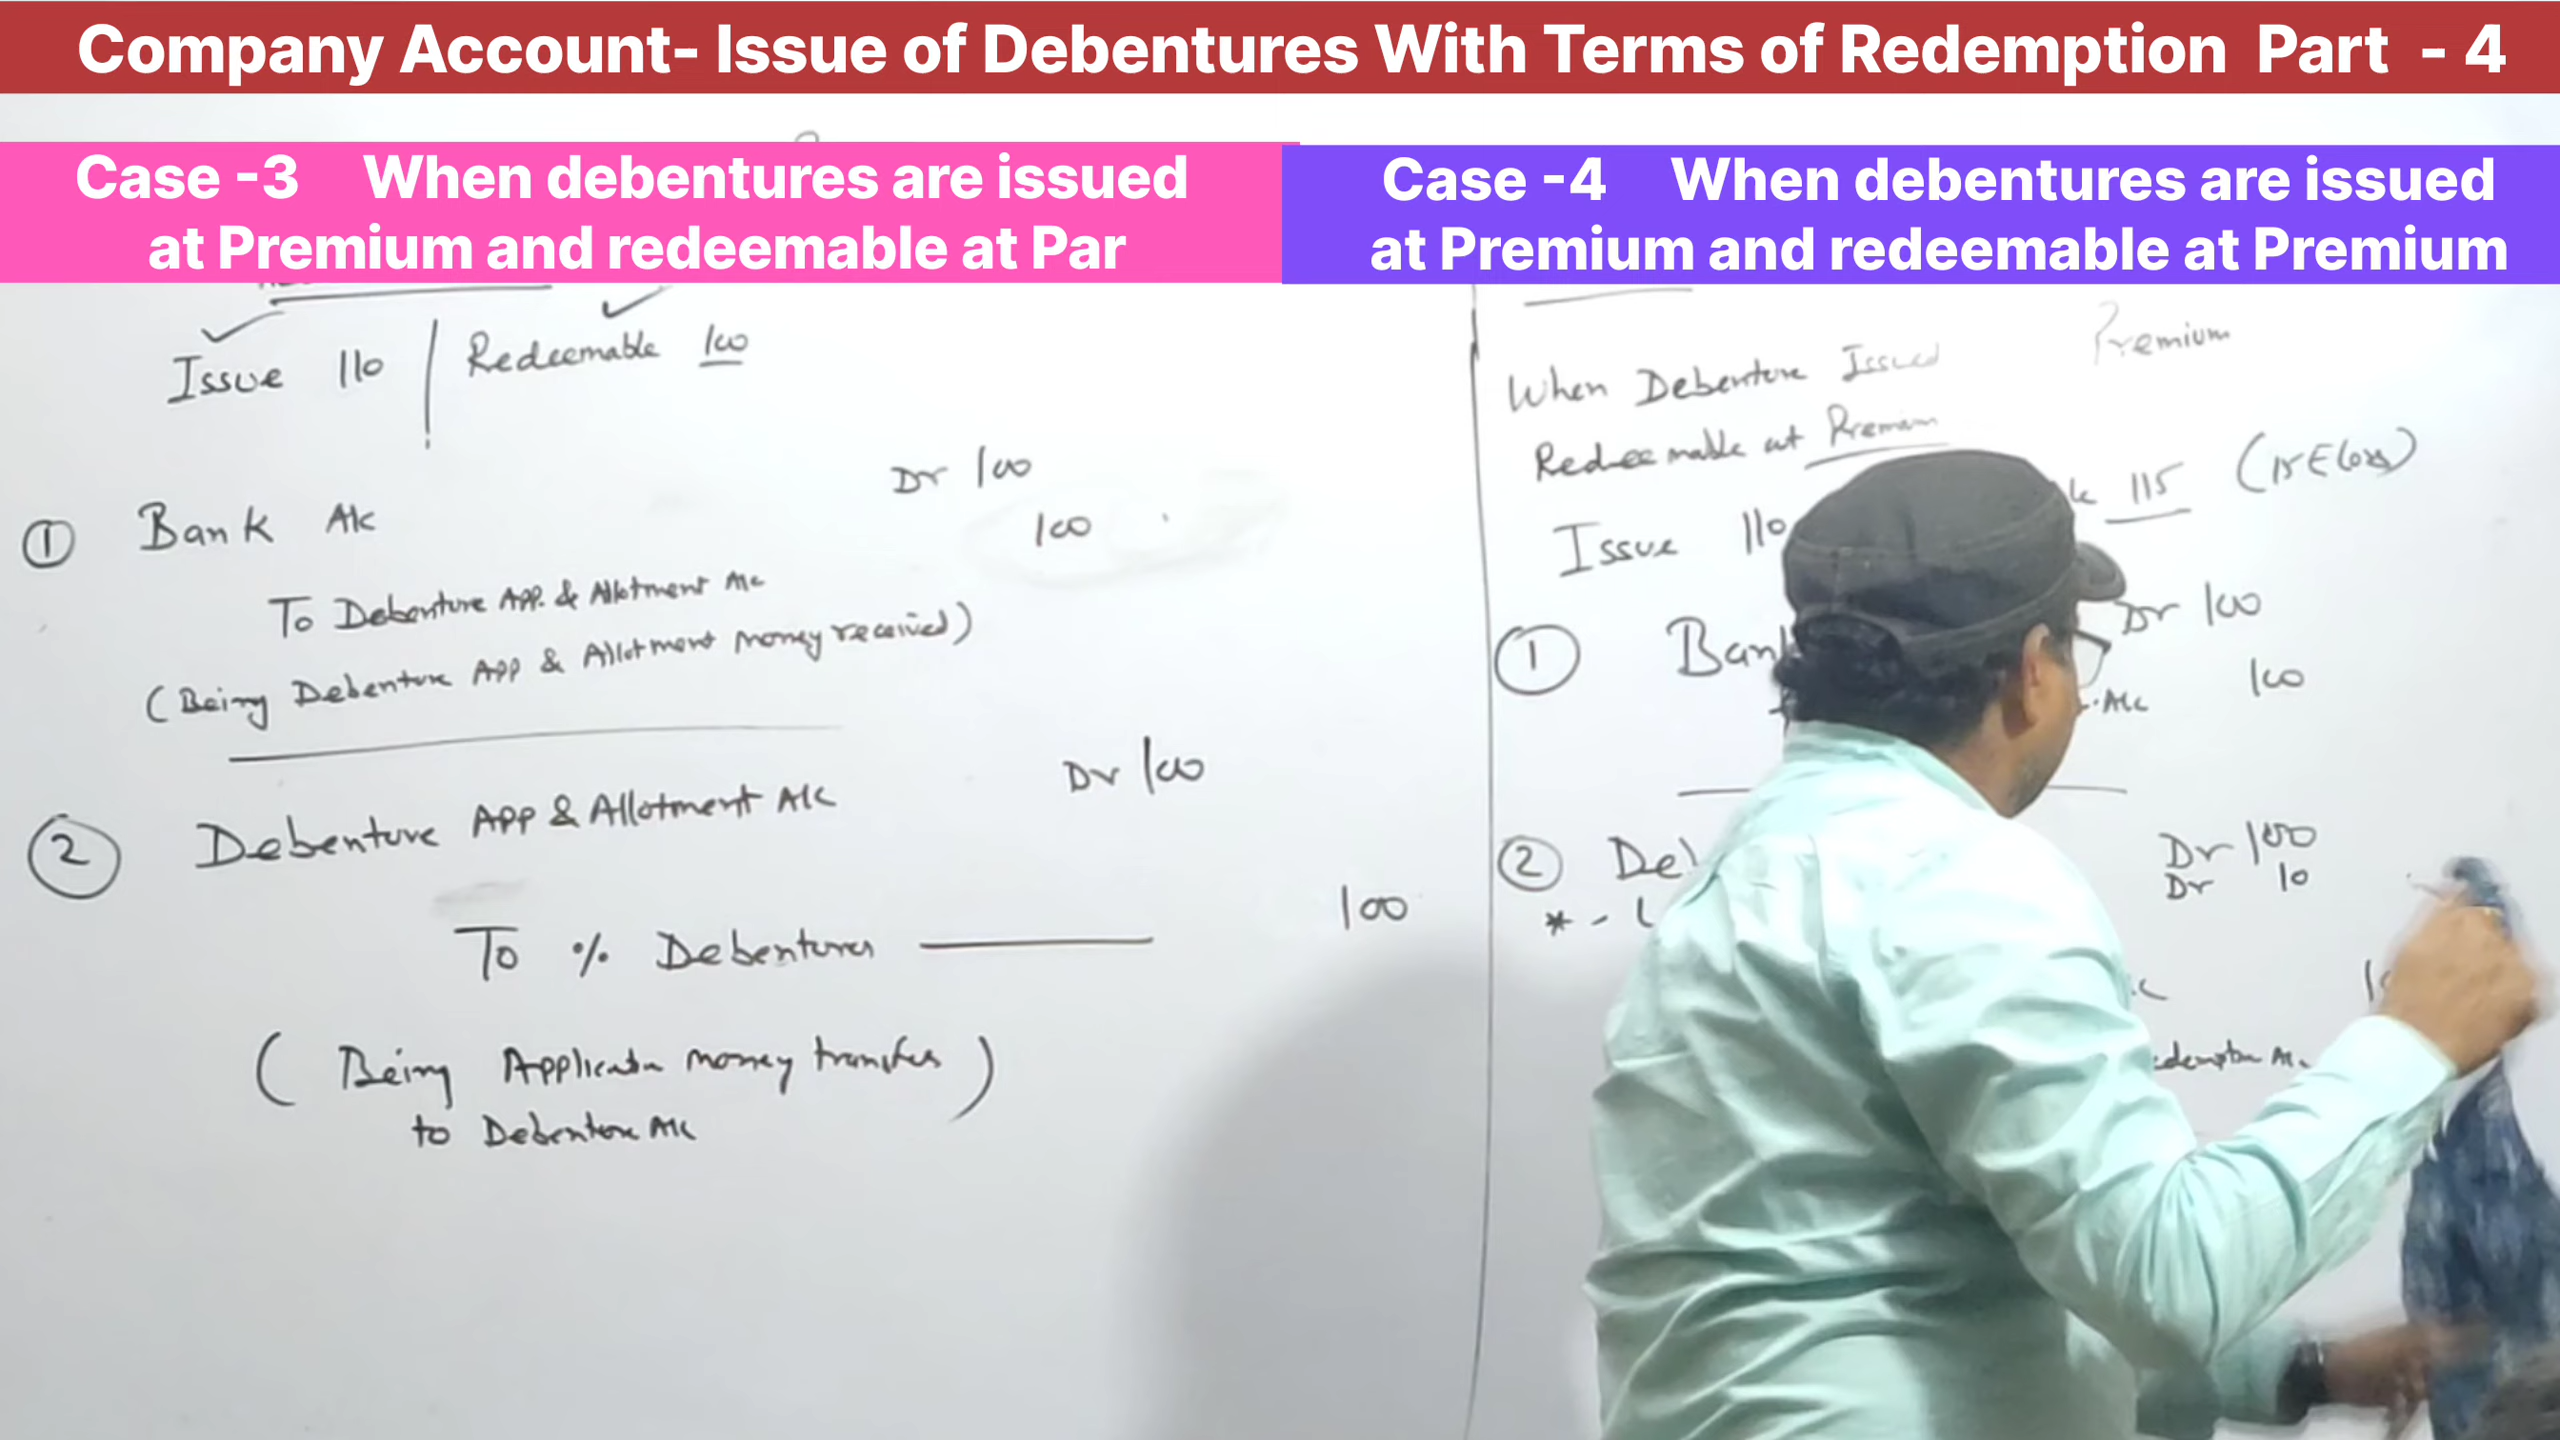 Company Account- Issue of Debentures With Terms of Redemption Part - 4
Case -3 When debentures are issued
at Premium and redeemable at Par
Case -4 When debentures are issued
at Premium and redeemable at Premium
Issue 110 | Redeemable 100
① Bank A/c Dr 100
100
To Debenture App. & Allotment A/c
(Being Debenture App & Allotment money received)
② Debenture App & Allotment A/c Dr 100
To % Debentures 100
(Being Application money transfer
to Debenture A/c)
When Debenture Issued Premium
Redeemable at Premium
Issue 110 115
① Ban Dr 100
A/c 100
② De Dr 100
* - L Dr 10
edemption A/c